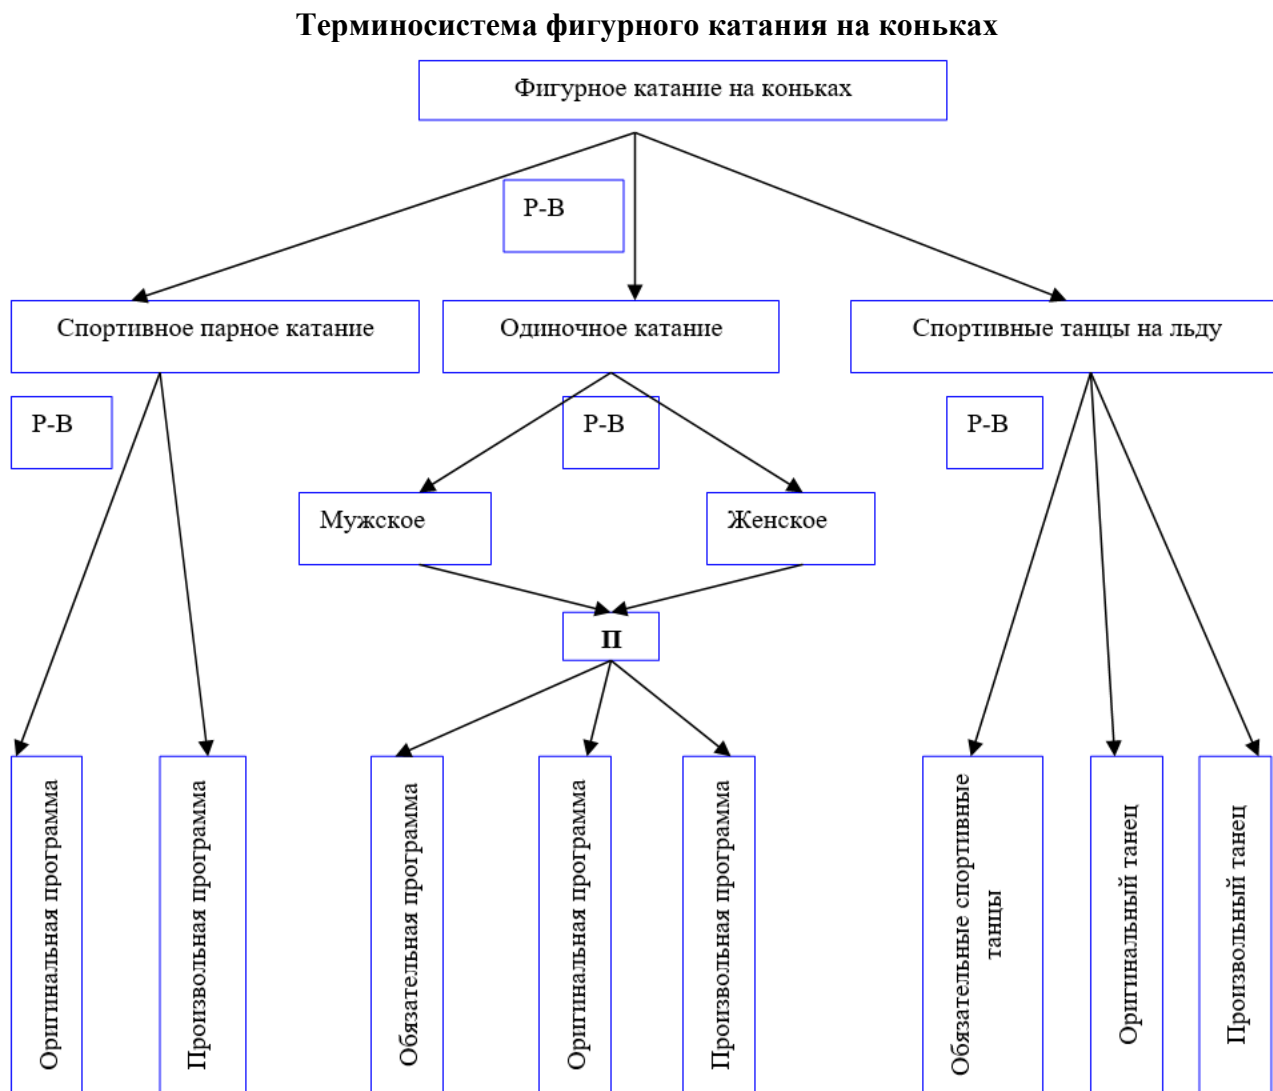 Терминосистема фигурного катания на коньках
Фигурное катание на коньках
Р-В
Спортивное парное катание
Одиночное катание
Спортивные танцы на льду
Р-В
Р-В
Р-В
Мужское
Женское
П
Оригинальная программа
Произвольная программа
Обязательная программа
Оригинальная программа
Произвольная программа
Обязательные спортивные
танцы
Оригинальный танец
Произвольный танец